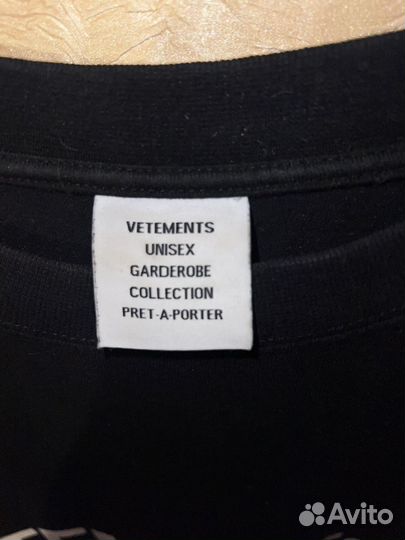 VETEMENTS
UNISEX
GARDEROBE
COLLECTION
PRET-A-PORTER
Avito